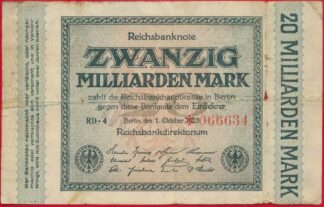 Reichsbanknote
ZWANZIG
MILLIARDEN MARK
zahlt die Reichsbankhauptkasse in Berlin
gegen diese Banknote dem Einlieferer
RD-4 Berlin, den 1. Oktober 1923 *066634
Reichsbankdirektorium
20 MILLIARDEN MARK